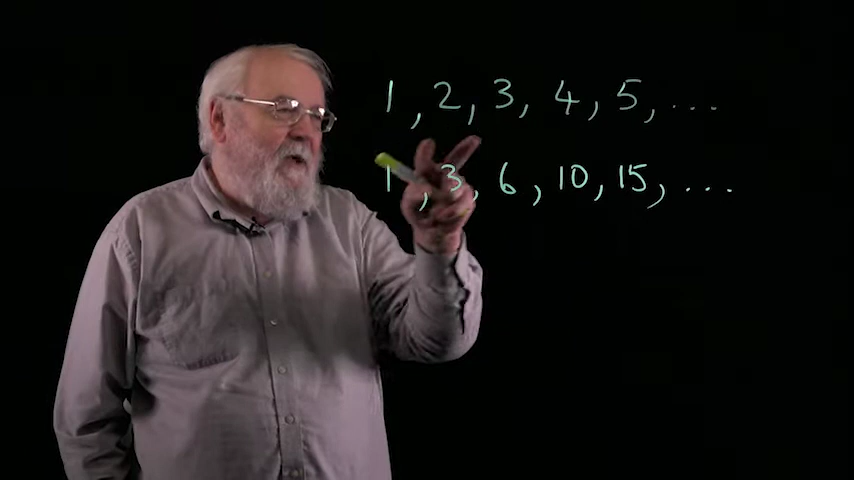 1, 2, 3, 4, 5, ...
1, 3, 6, 10, 15, ...